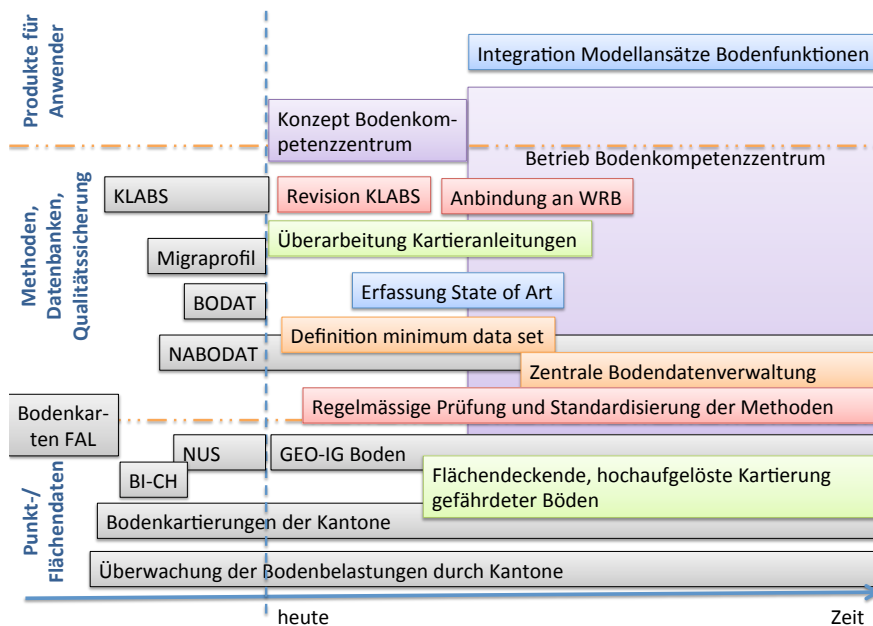 Produkte für
Anwender
Integration Modellansätze Bodenfunktionen
Konzept Bodenkom-
petenzzentrum
Betrieb Bodenkompetenzzentrum
Methoden,
Datenbanken,
Qualitätssicherung
KLABS
Revision KLABS
Anbindung an WRB
Überarbeitung Kartieranleitungen
Migraprofil
BODAT
Erfassung State of Art
Definition minimum data set
NABODAT
Zentrale Bodendatenverwaltung
Regelmässige Prüfung und Standardisierung der Methoden
Bodenkar-
ten FAL
Punkt-/
Flächendaten
NUS
GEO-IG Boden
BI-CH
Flächendeckende, hochaufgelöste Kartierung
gefährdeter Böden
Bodenkartierungen der Kantone
Überwachung der Bodenbelastungen durch Kantone
heute
Zeit